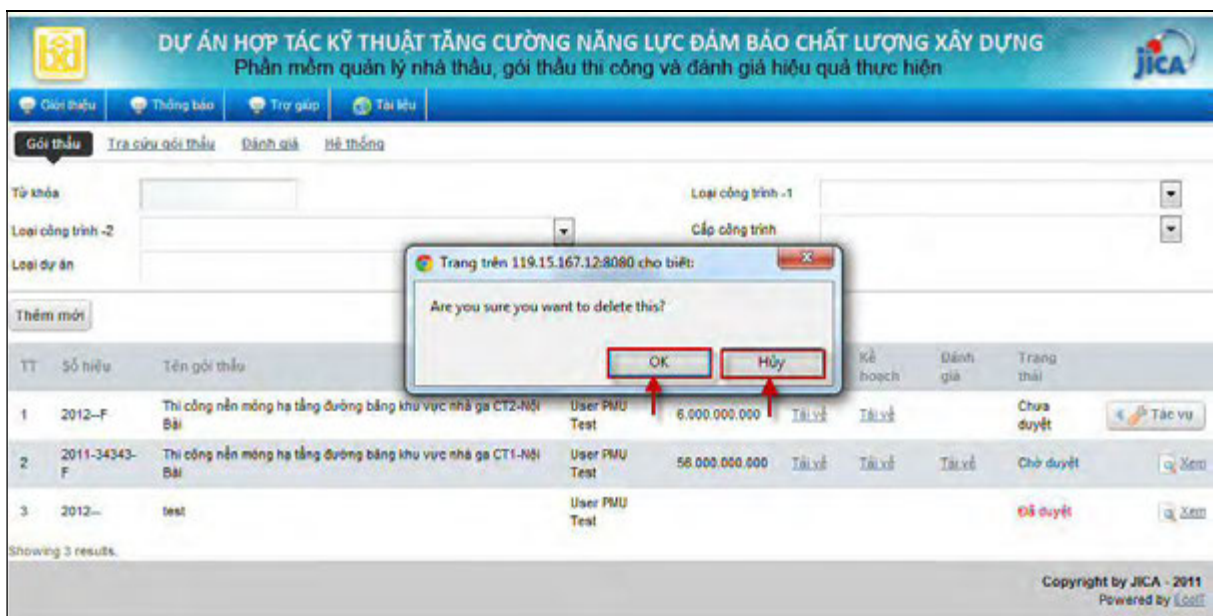 DỰ ÁN HỢP TÁC KỸ THUẬT TĂNG CƯỜNG NĂNG LỰC ĐẢM BẢO CHẤT LƯỢNG XÂY DỰNG
Phần mềm quản lý nhà thầu, gói thầu thi công và đánh giá hiệu quả thực hiện
jica
Giới thiệu Thông báo Trợ giúp Tài liệu
Gói thầu Tra cứu gói thầu Đánh giá Hệ thống
Từ khóa Loại công trình -1
Loại công trình -2 Cấp công trình
Loại dự án
Trang trên 119.15.167.12:8080 cho biết:
Are you sure you want to delete this?
OK Hủy
Thêm mới
TT Số hiệu Tên gói thầu Kế hoạch Đánh giá Trạng thái
1 2012--F Thi công nền móng hạ tầng đường băng khu vực nhà ga CT2-Nội Bài User PMU Test 6.000.000.000 Tải về Tải về Chưa duyệt Tác vụ
2 2011-34343-F Thi công nền móng hạ tầng đường băng khu vực nhà ga CT1-Nội Bài User PMU Test 56.000.000.000 Tải về Tải về Tải về Chờ duyệt Xem
3 2012-- test User PMU Test Đã duyệt Xem
Showing 3 results.
Copyright by JICA - 2011
Powered by EcoIT